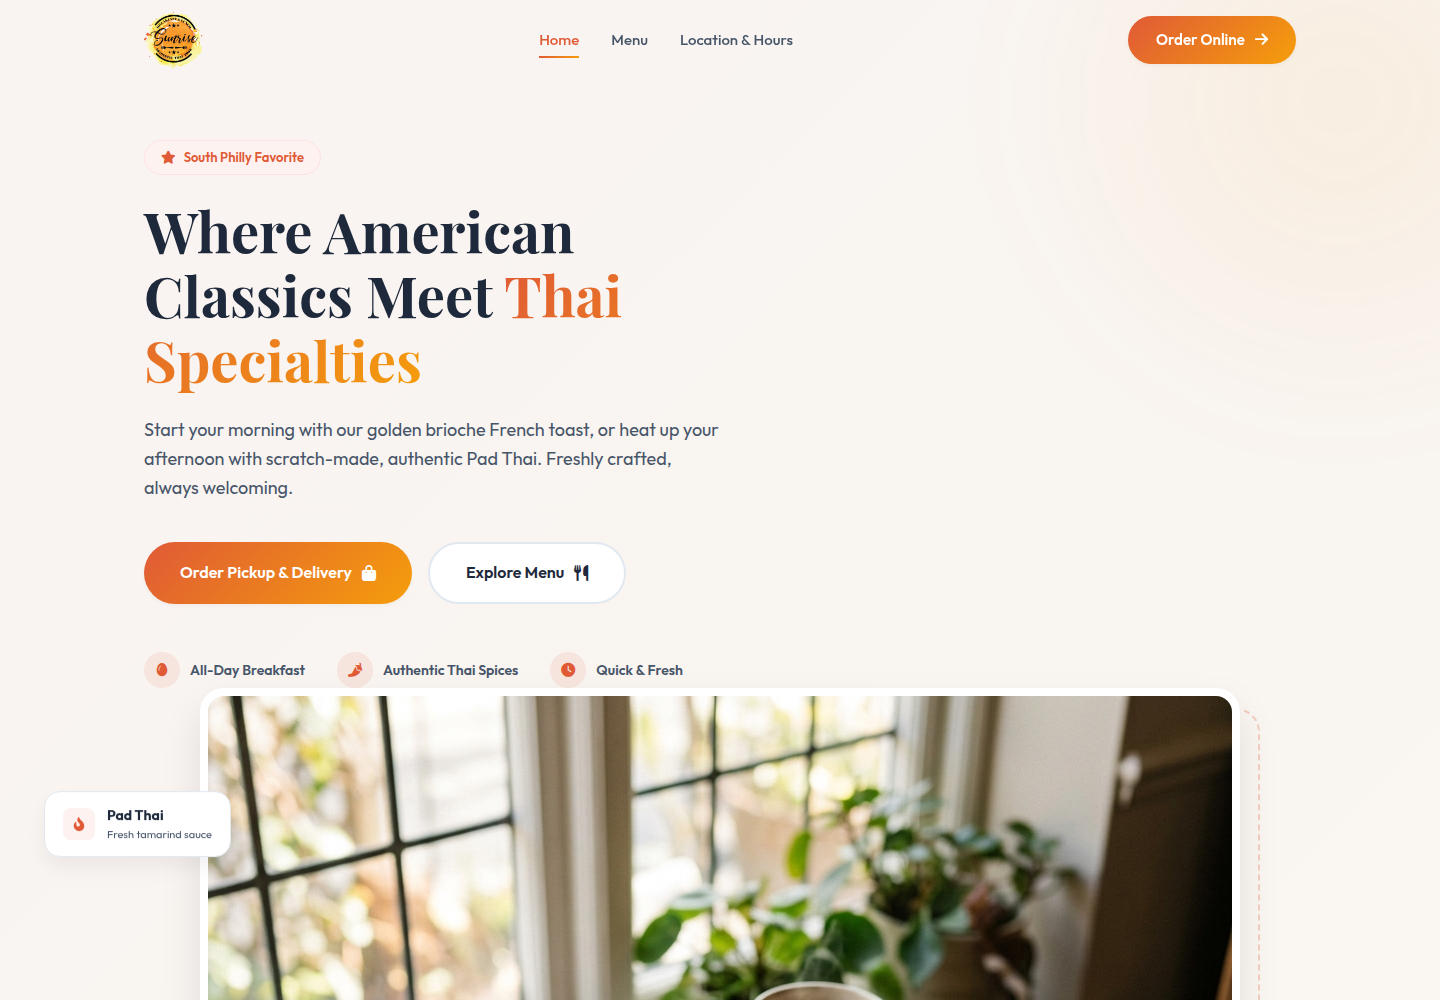 Sunrise
Home
Menu
Location & Hours
Order Online
South Philly Favorite
Where American
Classics Meet Thai
Specialties
Start your morning with our golden brioche French toast, or heat up your
afternoon with scratch-made, authentic Pad Thai. Freshly crafted,
always welcoming.
Order Pickup & Delivery
Explore Menu
All-Day Breakfast
Authentic Thai Spices
Quick & Fresh
Pad Thai
Fresh tamarind sauce